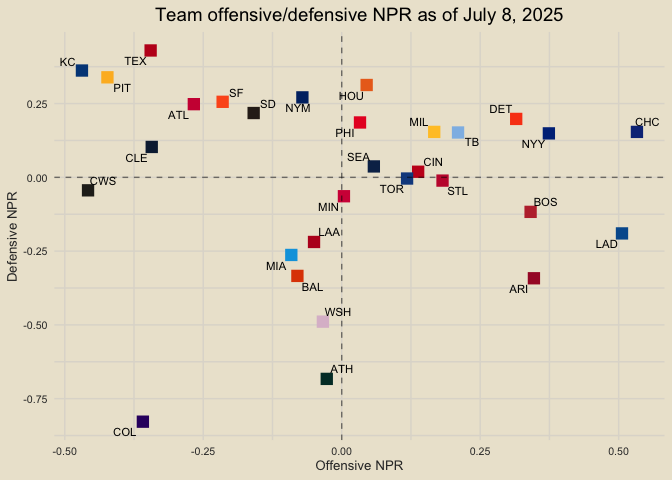 Team offensive/defensive NPR as of July 8, 2025
TEX
KC
PIT
HOU
SF
ATL
SD
NYM
DET
MIL
CHC
PHI
TB
NYY
0.25
CLE
SEA
CIN
0.00
CWS
TOR
STL
MIN
BOS
LAA
LAD
Defensive NPR
-0.25
MIA
BAL
ARI
WSH
-0.50
ATH
-0.75
COL
-0.50
-0.25
0.00
0.25
0.50
Offensive NPR